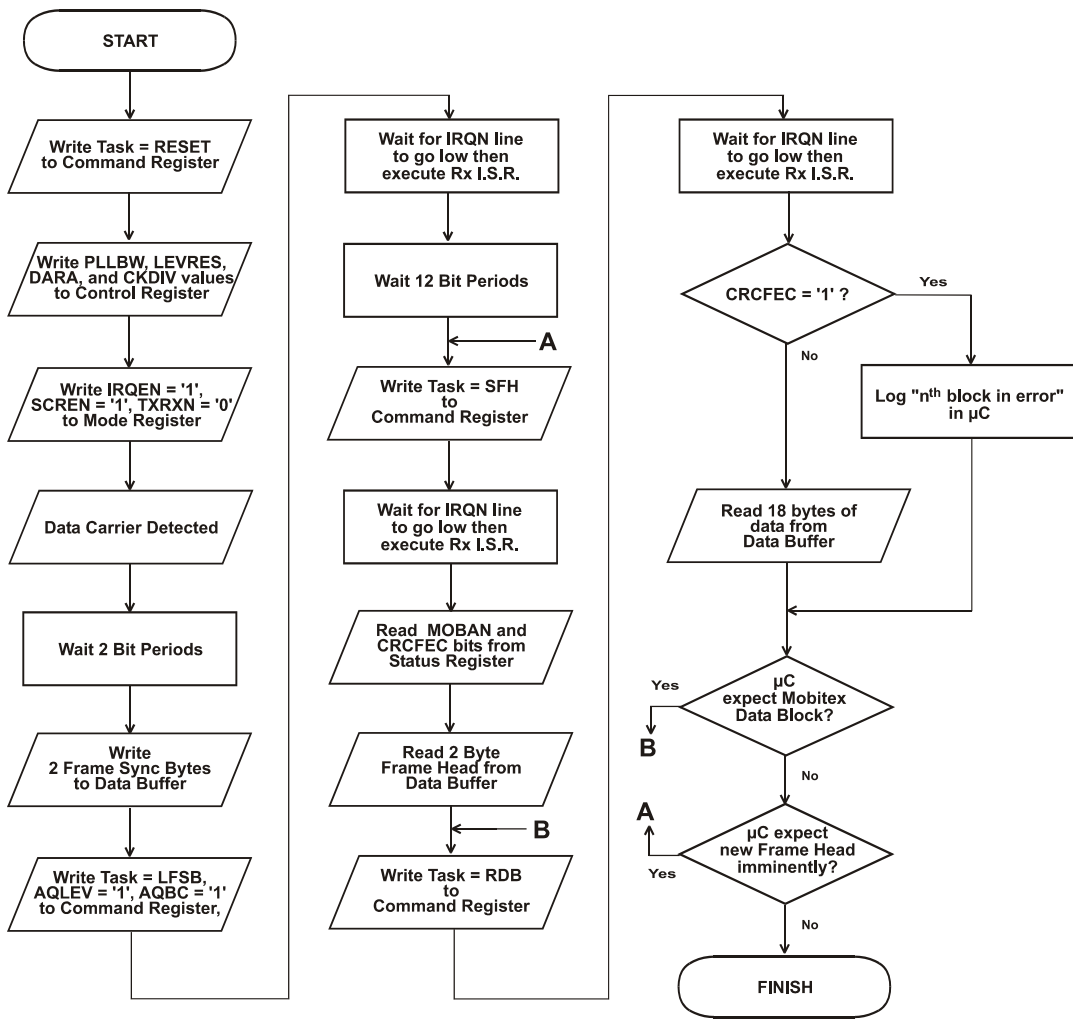 START
Write Task = RESET
to Command Register
Write PLLBW, LEVRES,
DARA, and CKDIV values
to Control Register
Write IRQEN = '1',
SCREN = '1', TXRXN = '0'
to Mode Register
Data Carrier Detected
Wait 2 Bit Periods
Write
2 Frame Sync Bytes
to Data Buffer
Write Task = LFSB,
AQLEV = '1', AQBC = '1'
to Command Register,
Wait for IRQN line
to go low then
execute Rx I.S.R.
Wait 12 Bit Periods
A
Write Task = SFH
to
Command Register
Wait for IRQN line
to go low then
execute Rx I.S.R.
Read MOBAN and
CRCFEC bits from
Status Register
Read 2 Byte
Frame Head from
Data Buffer
B
Write Task = RDB
to
Command Register
Wait for IRQN line
to go low then
execute Rx I.S.R.
CRCFEC = '1' ?
Yes
No
Log "nth block in error"
in µC
Read 18 bytes of
data from
Data Buffer
µC
expect Mobitex
Data Block?
Yes
B
No
µC expect
new Frame Head
imminently?
A
Yes
No
FINISH